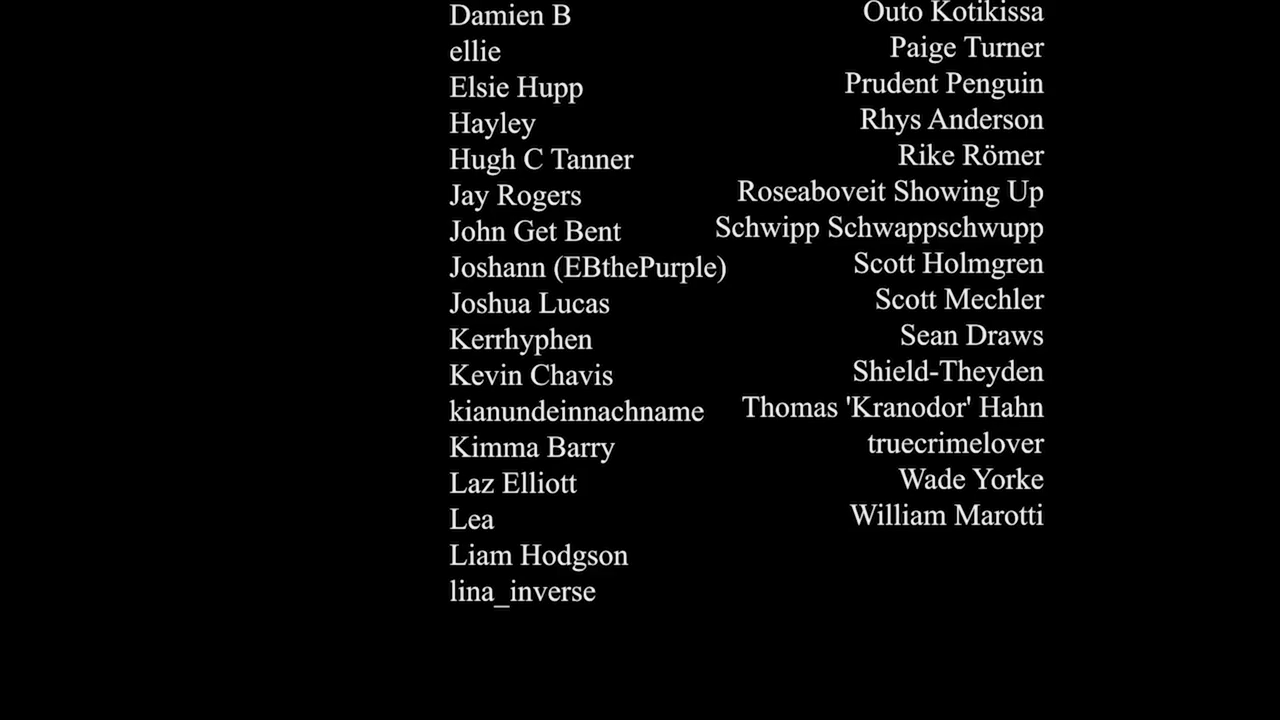 Damien B
ellie
Elsie Hupp
Hayley
Hugh C Tanner
Jay Rogers
John Get Bent
Joshann (EBthePurple)
Joshua Lucas
Kerrhyphen
Kevin Chavis
kianundeinnachname
Kimma Barry
Laz Elliott
Lea
Liam Hodgson
lina_inverse
Outo Kotikissa
Paige Turner
Prudent Penguin
Rhys Anderson
Rike Römer
Roseaboveit Showing Up
Schwipp Schwappschwupp
Scott Holmgren
Scott Mechler
Sean Draws
Shield-Theyden
Thomas 'Kranodor' Hahn
truecrimelover
Wade Yorke
William Marotti